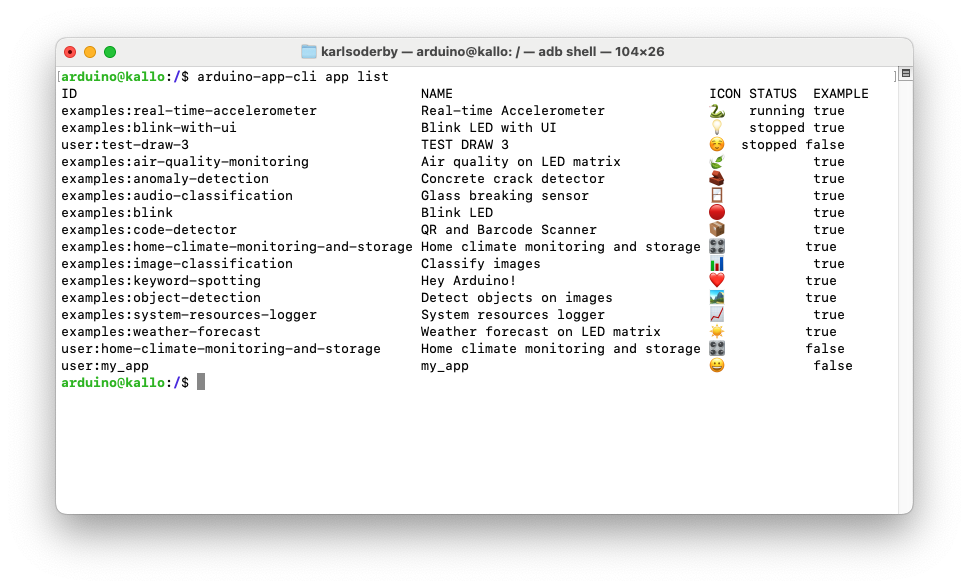 karlsoderby — arduino@kallo: / — adb shell — 104×26
arduino@kallo:/$ arduino-app-cli app list
ID NAME ICON STATUS EXAMPLE
examples:real-time-accelerometer Real-time Accelerometer 🐍 running true
examples:blink-with-ui Blink LED with UI 💡 stopped true
user:test-draw-3 TEST DRAW 3 ☺️ stopped false
examples:air-quality-monitoring Air quality on LED matrix 🍃 true
examples:anomaly-detection Concrete crack detector 🧱 true
examples:audio-classification Glass breaking sensor 🪟 true
examples:blink Blink LED 🔴 true
examples:code-detector QR and Barcode Scanner 📦 true
examples:home-climate-monitoring-and-storage Home climate monitoring and storage 🎛️ true
examples:image-classification Classify images 📊 true
examples:keyword-spotting Hey Arduino! ❤️ true
examples:object-detection Detect objects on images 🏞️ true
examples:system-resources-logger System resources logger 📈 true
examples:weather-forecast Weather forecast on LED matrix ☀️ true
user:home-climate-monitoring-and-storage Home climate monitoring and storage 🎛️ false
user:my_app my_app 😀 false
arduino@kallo:/$